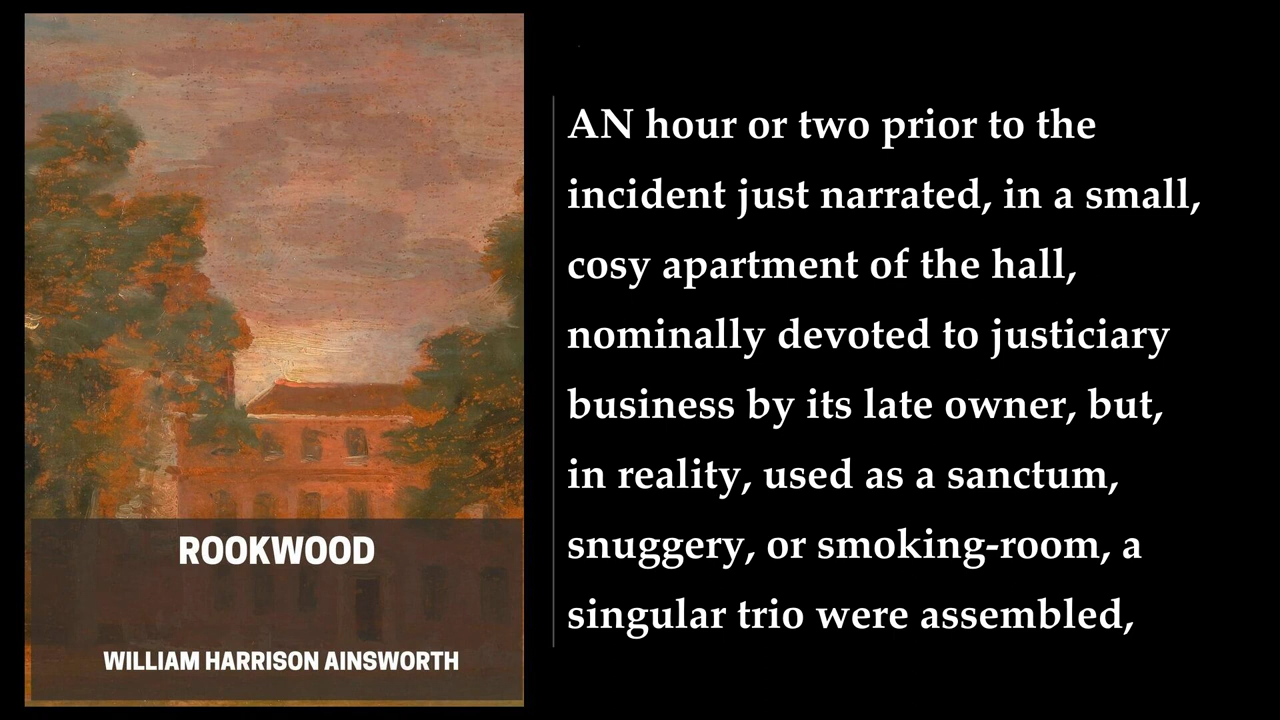 ROOKWOOD
WILLIAM HARRISON AINSWORTH
AN hour or two prior to the
incident just narrated, in a small,
cosy apartment of the hall,
nominally devoted to justiciary
business by its late owner, but,
in reality, used as a sanctum,
snuggery, or smoking-room, a
singular trio were assembled,